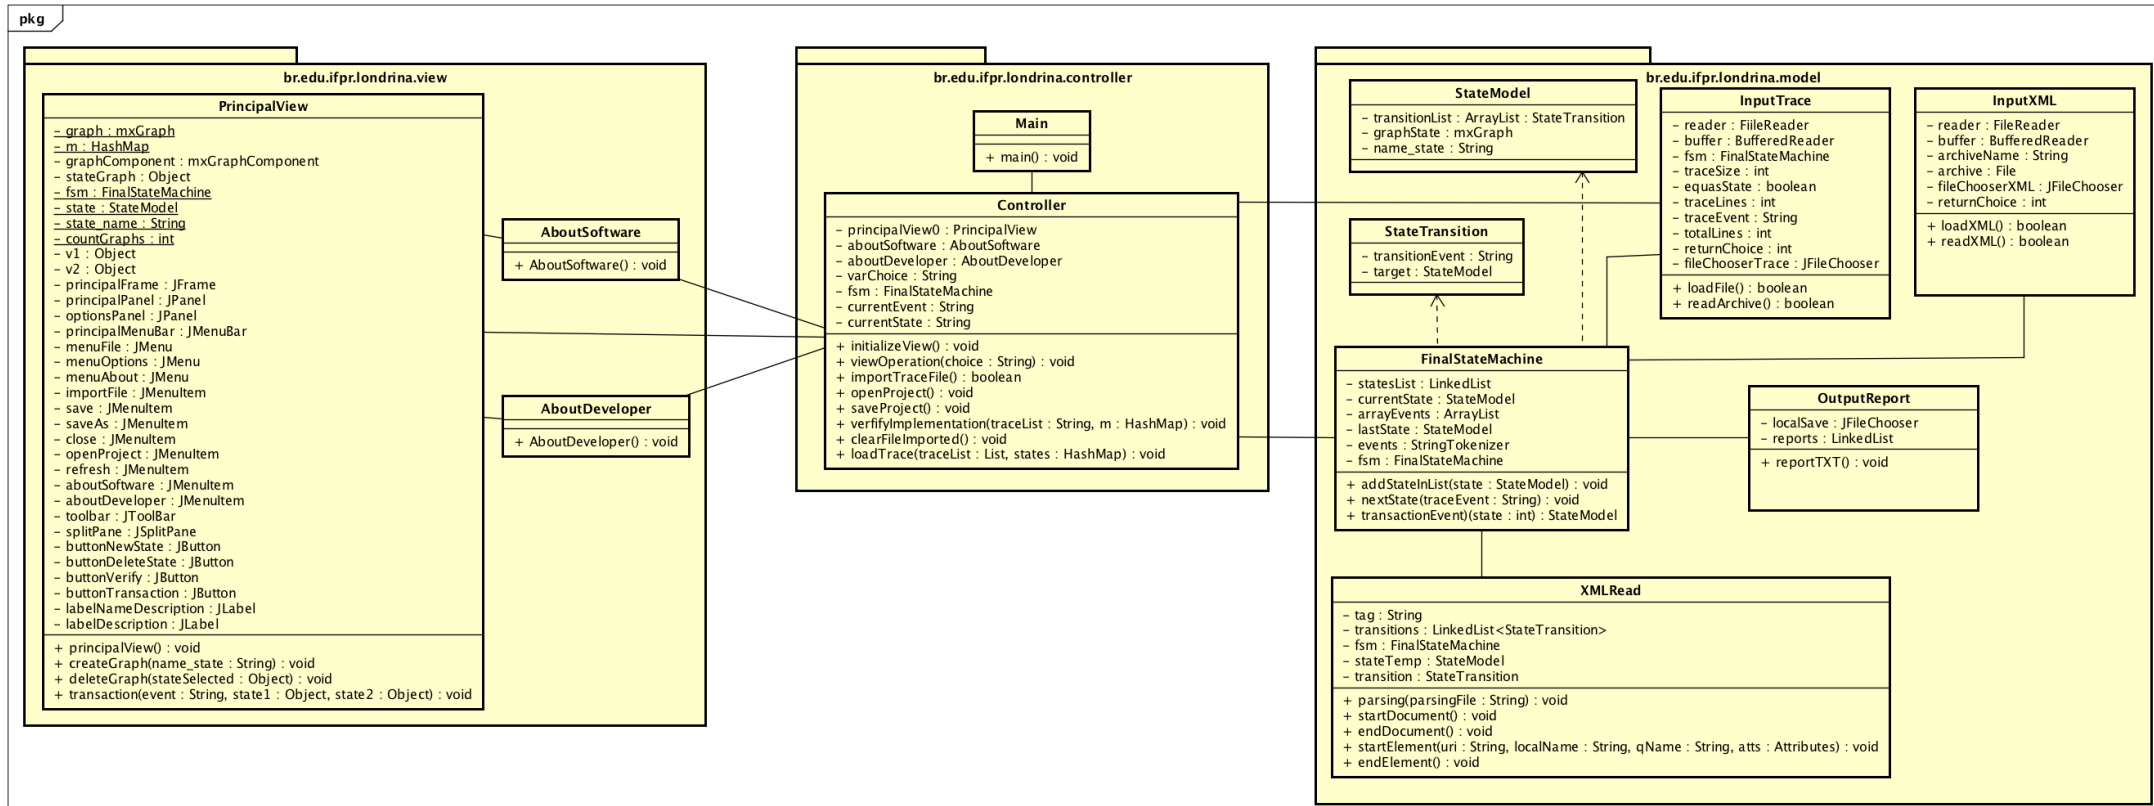 pkg
br.edu.ifpr.londrina.view
PrincipalView
– graph : mxGraph
– m : HashMap
– graphComponent : mxGraphComponent
– stateGraph : Object
– fsm : FinalStateMachine
– state : StateModel
– state_name : String
– countGraphs : int
– v1 : Object
– v2 : Object
– principalFrame : JFrame
– principalPanel : JPanel
– optionsPanel : JPanel
– principalMenuBar : JMenuBar
– menuFile : JMenu
– menuOptions : JMenu
– menuAbout : JMenu
– importFile : JMenuItem
– save : JMenuItem
– saveAs : JMenuItem
– close : JMenuItem
– openProject : JMenuItem
– refresh : JMenuItem
– aboutSoftware : JMenuItem
– aboutDeveloper : JMenuItem
– toolbar : JToolBar
– splitPane : JSplitPane
– buttonNewState : JButton
– buttonDeleteState : JButton
– buttonVerify : JButton
– buttonTransaction : JButton
– labelNameDescription : JLabel
– labelDescription : JLabel
+ principalView() : void
+ createGraph(name_state : String) : void
+ deleteGraph(stateSelected : Object) : void
+ transaction(event : String, state1 : Object, state2 : Object) : void
AboutSoftware
+ AboutSoftware() : void
AboutDeveloper
+ AboutDeveloper() : void
br.edu.ifpr.londrina.controller
Main
+ main() : void
Controller
– principalView0 : PrincipalView
– aboutSoftware : AboutSoftware
– aboutDeveloper : AboutDeveloper
– varChoice : String
– fsm : FinalStateMachine
– currentEvent : String
– currentState : String
+ initializeView() : void
+ viewOperation(choice : String) : void
+ importTraceFile() : boolean
+ openProject() : void
+ saveProject() : void
+ verfifyImplementation(traceList : String, m : HashMap) : void
+ clearFileImported() : void
+ loadTrace(traceList : List, states : HashMap) : void
br.edu.ifpr.londrina.model
StateModel
– transitionList : ArrayList : StateTransition
– graphState : mxGraph
– name_state : String
InputTrace
– reader : FiileReader
– buffer : BufferedReader
– fsm : FinalStateMachine
– traceSize : int
– equasState : boolean
– traceLines : int
– traceEvent : String
– totalLines : int
– returnChoice : int
– fileChooserTrace : JFileChooser
+ loadFile() : boolean
+ readArchive() : boolean
InputXML
– reader : FileReader
– buffer : BufferedReader
– archiveName : String
– archive : File
– fileChooserXML : JFileChooser
– returnChoice : int
+ loadXML() : boolean
+ readXML() : boolean
StateTransition
– transitionEvent : String
– target : StateModel
FinalStateMachine
– statesList : LinkedList
– currentState : StateModel
– arrayEvents : ArrayList
– lastState : StateModel
– events : StringTokenizer
– fsm : FinalStateMachine
+ addStateInList(state : StateModel) : void
+ nextState(traceEvent : String) : void
+ transactionEvent)(state : int) : StateModel
OutputReport
– localSave : JFileChooser
– reports : LinkedList
+ reportTXT() : void
XMLRead
– tag : String
– transitions : LinkedList<StateTransition>
– fsm : FinalStateMachine
– stateTemp : StateModel
– transition : StateTransition
+ parsing(parsingFile : String) : void
+ startDocument() : void
+ endDocument() : void
+ startElement(uri : String, localName : String, qName : String, atts : Attributes) : void
+ endElement() : void